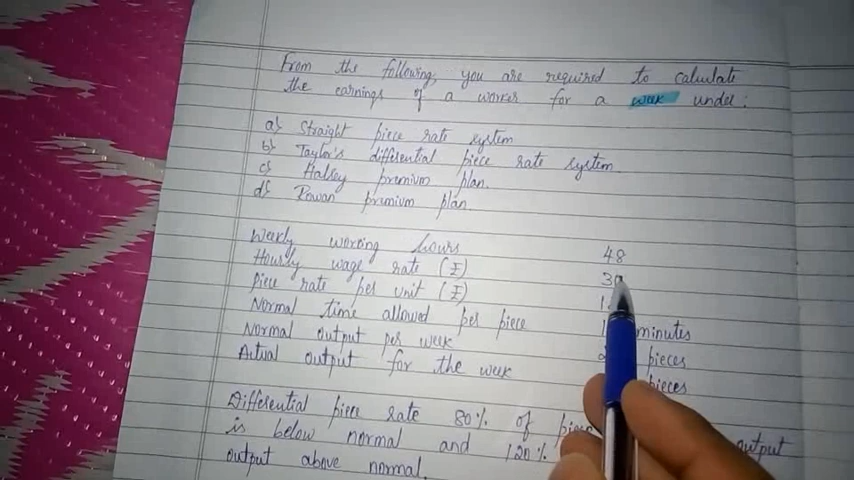 From the following, you are required to calculate
the earnings of a worker for a week under:
a) Straight piece rate system
b) Taylor's differential piece rate system.
c) Halsey premium plan.
d) Rowan premium plan.
Weekly working hours 48
Hourly wage rate (₹)
Piece rate per unit (₹)
Normal time allowed per piece minutes
Normal output per week pieces
Actual output for the week pieces
Differential piece rate 80% of output
is below normal and 120%
output above normal.